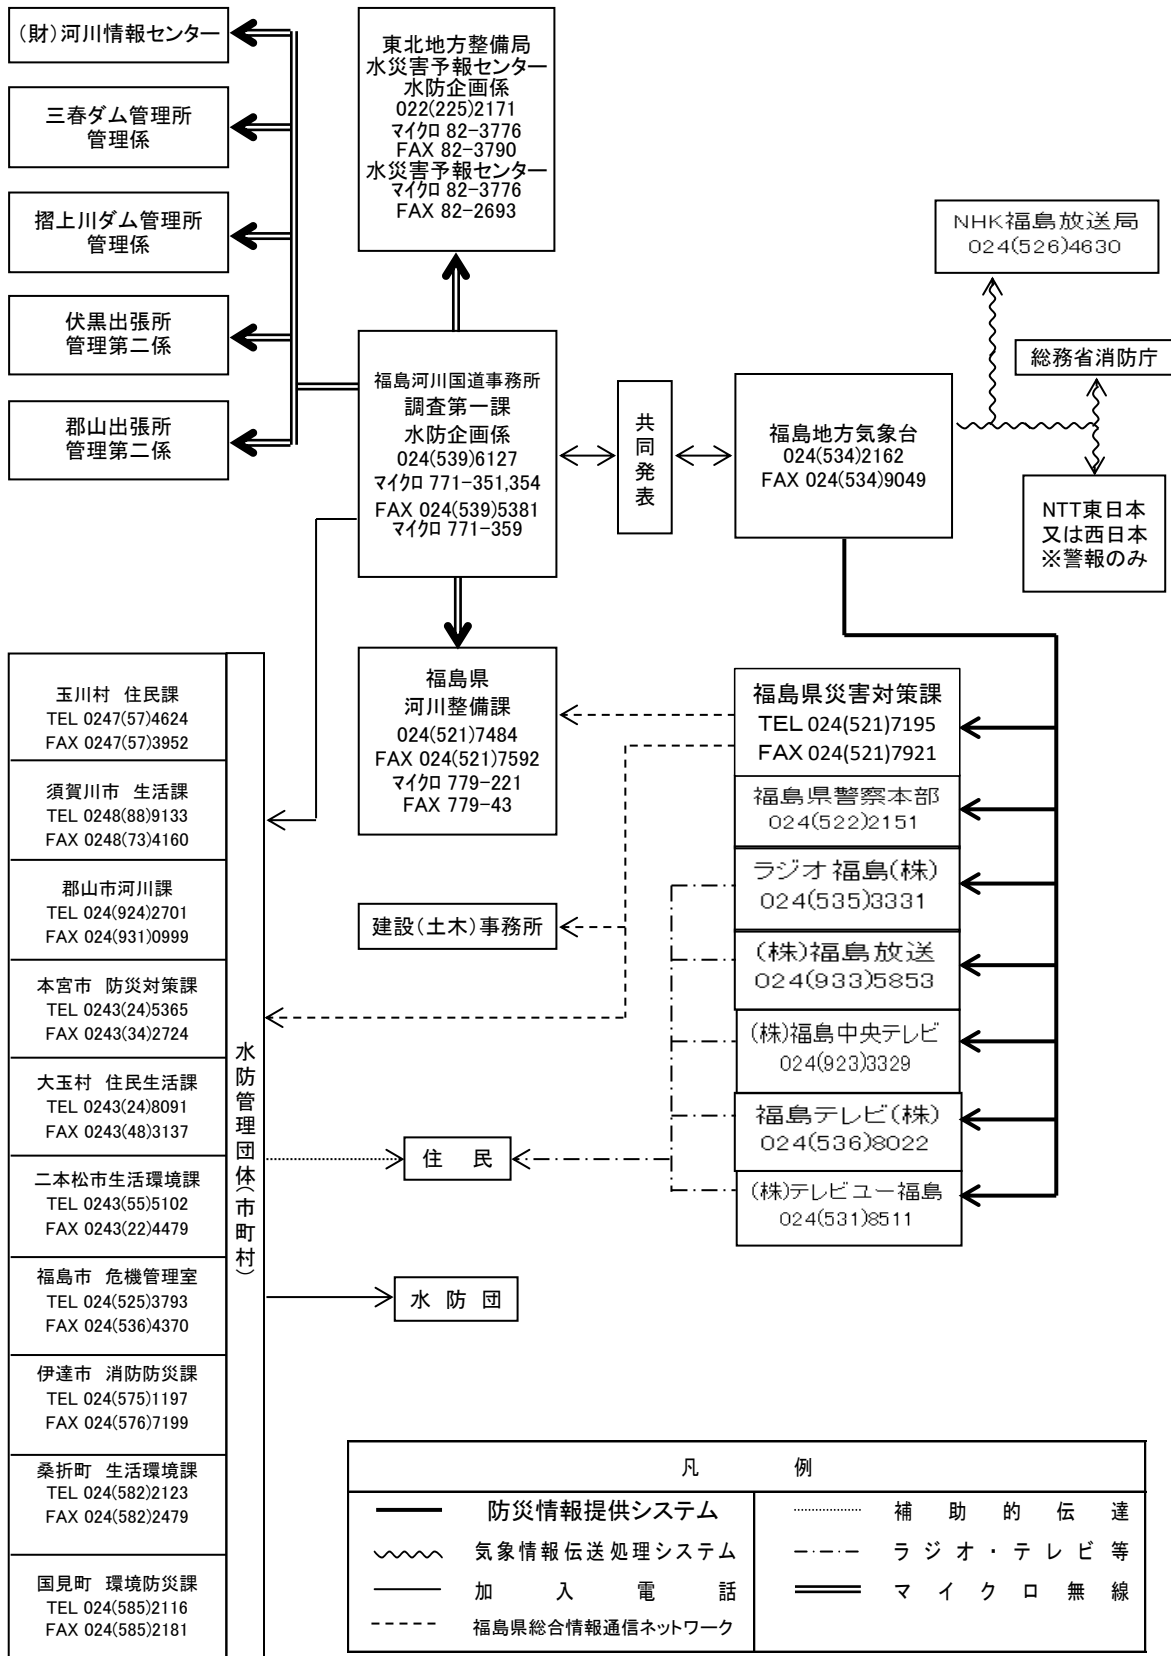 (財)河川情報センター
三春ダム管理所
管理係
摺上川ダム管理所
管理係
伏黒出張所
管理第二係
郡山出張所
管理第二係
東北地方整備局
水災害予報センター
水防企画係
022(225)2171
マイクロ 82-3776
FAX 82-3790
水災害予報センター
マイクロ 82-3776
FAX 82-2693
福島河川国道事務所
調査第一課
水防企画係
024(539)6127
マイクロ 771-351,354
FAX 024(539)5381
マイクロ 771-359
共同発表
福島地方気象台
024(534)2162
FAX 024(534)9049
NHK福島放送局
024(526)4630
総務省消防庁
NTT東日本
又は西日本
※警報のみ
福島県
河川整備課
024(521)7484
FAX 024(521)7592
マイクロ 779-221
FAX 779-43
建設(土木)事務所
福島県災害対策課
TEL 024(521)7195
FAX 024(521)7921
福島県警察本部
024(522)2151
ラジオ福島(株)
024(535)3331
(株)福島放送
024(933)5853
(株)福島中央テレビ
024(923)3329
福島テレビ(株)
024(536)8022
(株)テレビユー福島
024(531)8511
玉川村 住民課
TEL 0247(57)4624
FAX 0247(57)3952
須賀川市 生活課
TEL 0248(88)9133
FAX 0248(73)4160
郡山市河川課
TEL 024(924)2701
FAX 024(931)0999
本宮市 防災対策課
TEL 0243(24)5365
FAX 0243(34)2724
大玉村 住民生活課
TEL 0243(24)8091
FAX 0243(48)3137
二本松市生活環境課
TEL 0243(55)5102
FAX 0243(22)4479
福島市 危機管理室
TEL 024(525)3793
FAX 024(536)4370
伊達市 消防防災課
TEL 024(575)1197
FAX 024(576)7199
桑折町 生活環境課
TEL 024(582)2123
FAX 024(582)2479
国見町 環境防災課
TEL 024(585)2116
FAX 024(585)2181
水防管理団体(市町村)
住 民
水 防 団
凡 例
防災情報提供システム
気象情報伝送処理システム
加 入 電 話
福島県総合情報通信ネットワーク
補 助 的 伝 達
ラ ジ オ ・ テ レ ビ 等
マ イ ク ロ 無 線